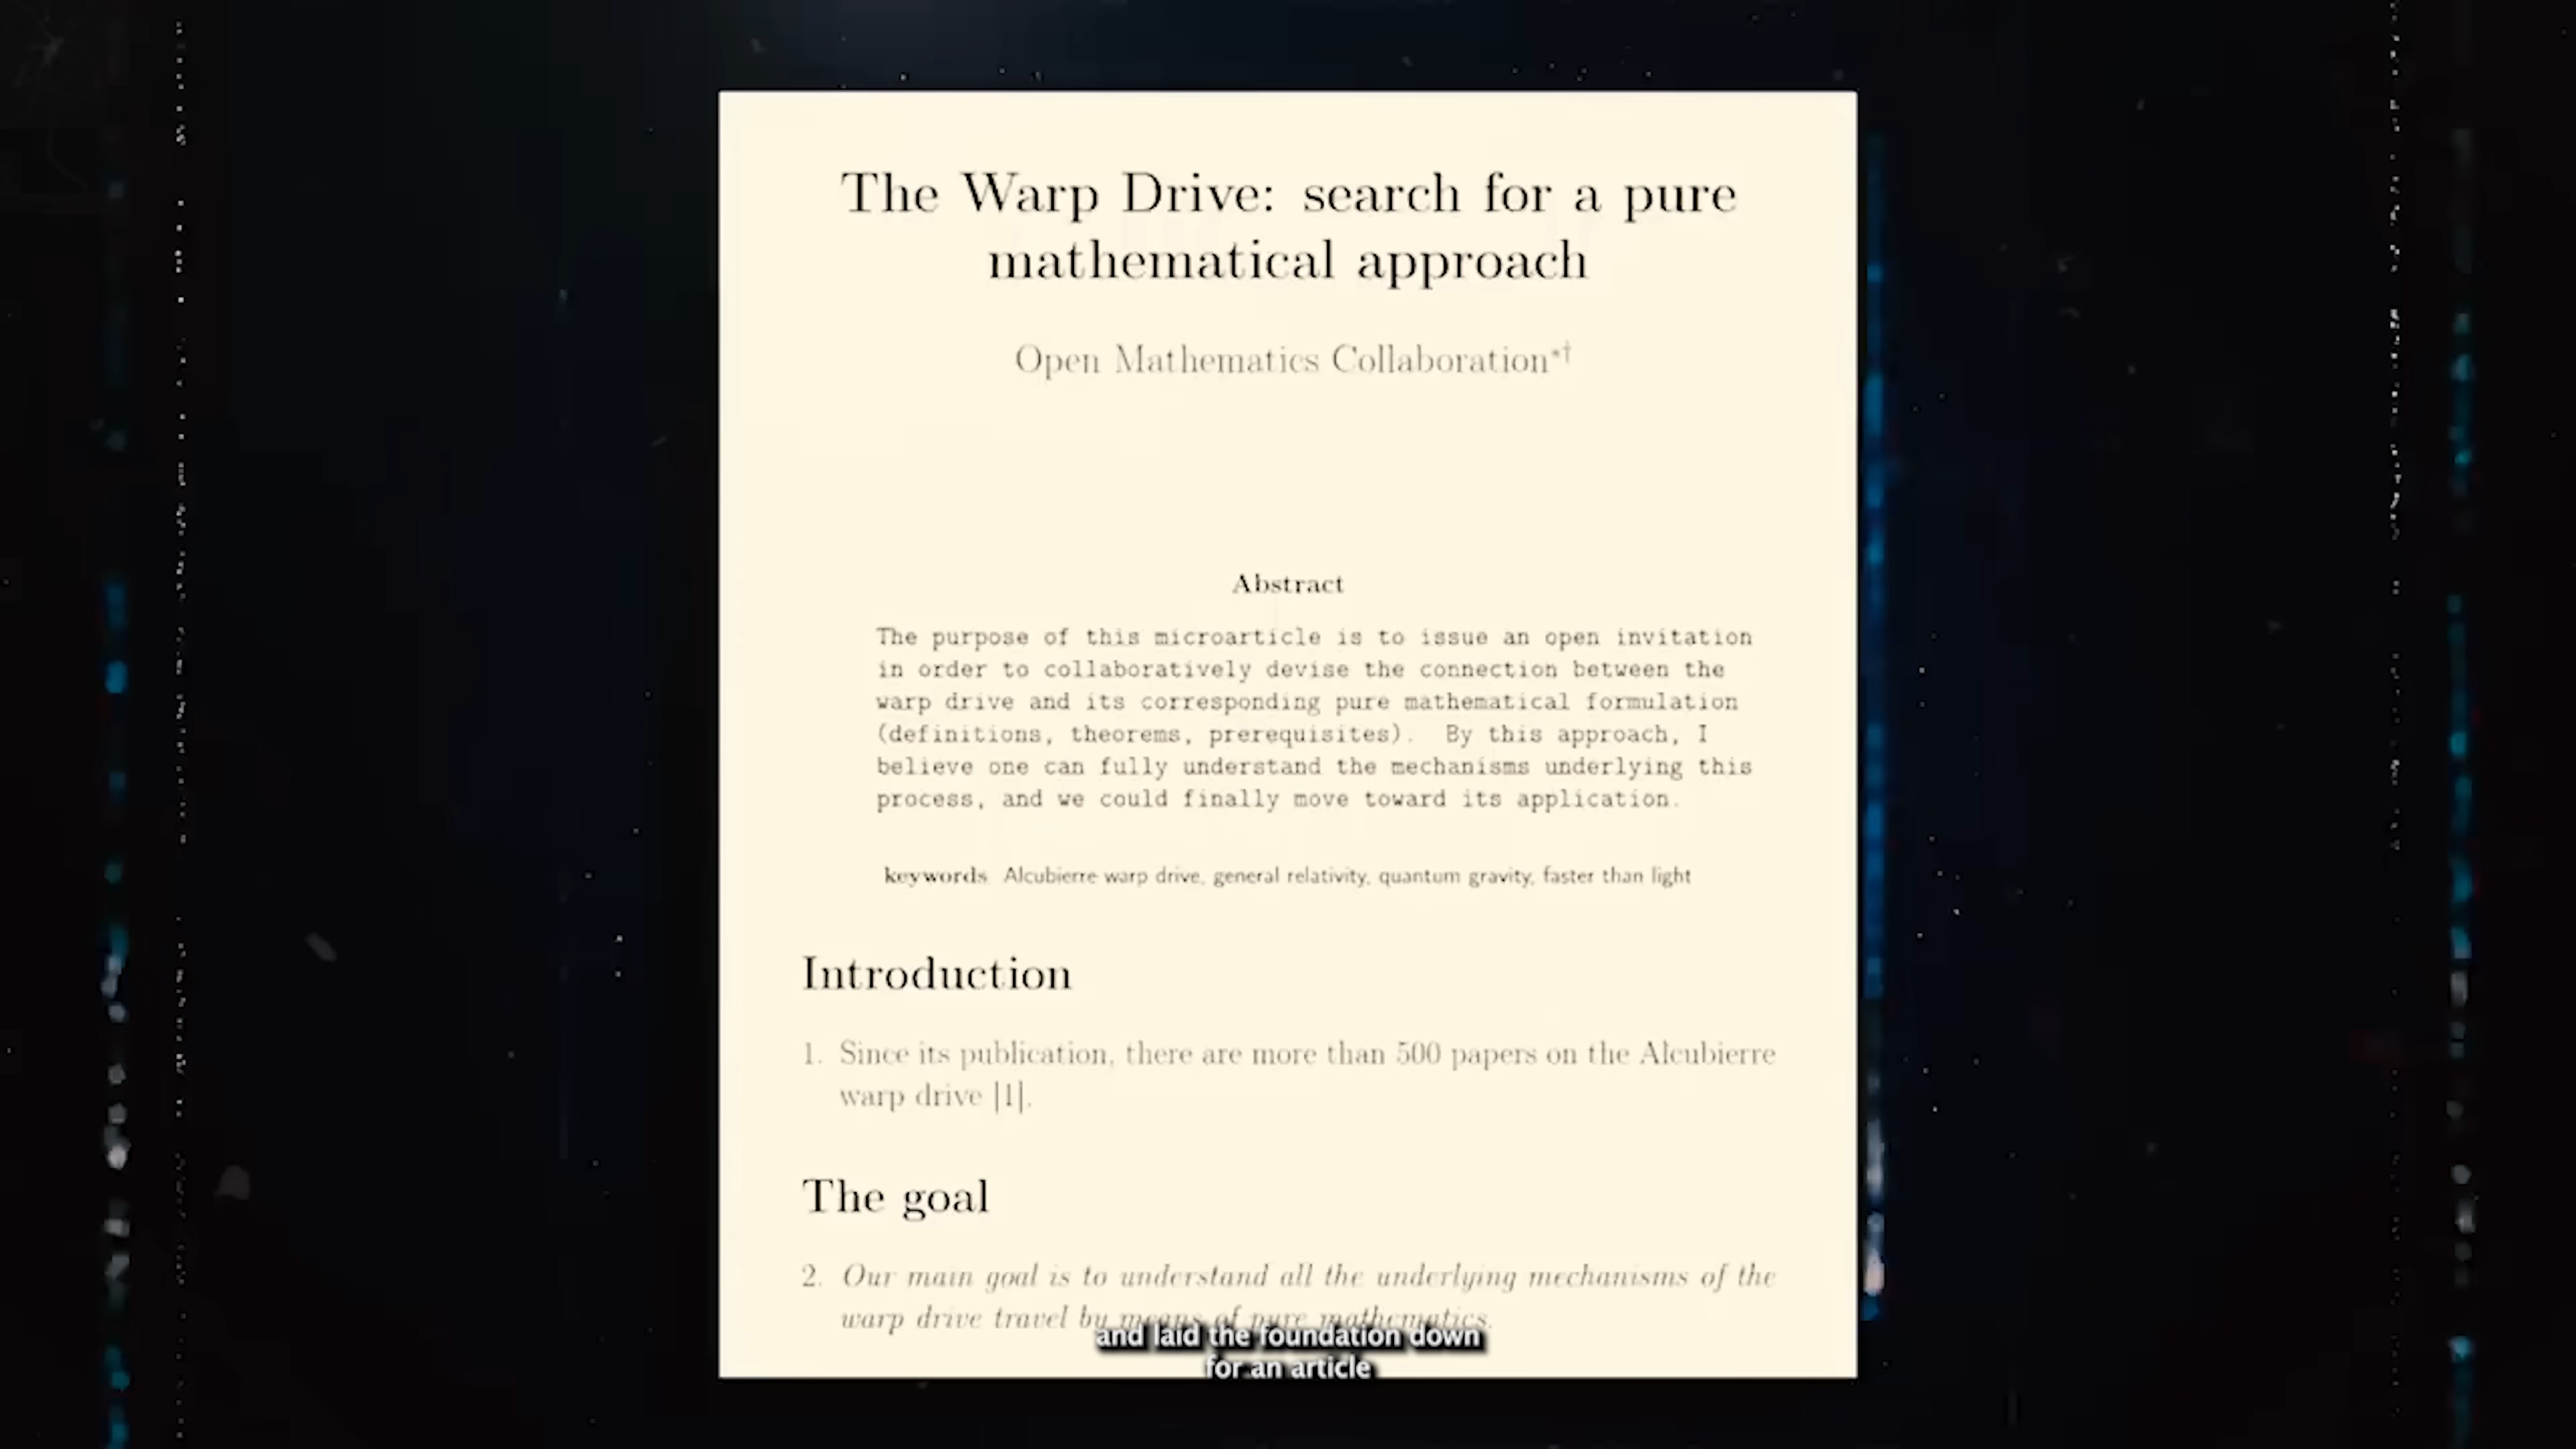 The Warp Drive: search for a pure
mathematical approach
Open Mathematics Collaboration*†
Abstract
The purpose of this microarticle is to issue an open invitation
in order to collaboratively devise the connection between the
warp drive and its corresponding pure mathematical formulation
(definitions, theorems, prerequisites). By this approach, I
believe one can fully understand the mechanisms underlying this
process, and we could finally move toward its application.
keywords Alcubierre warp drive, general relativity, quantum gravity, faster than light
Introduction
1. Since its publication, there are more than 500 papers on the Alcubierre
warp drive [1].
The goal
2. Our main goal is to understand all the underlying mechanisms of the
warp drive travel by means of pure mathematics.
and laid the foundation down
for an article